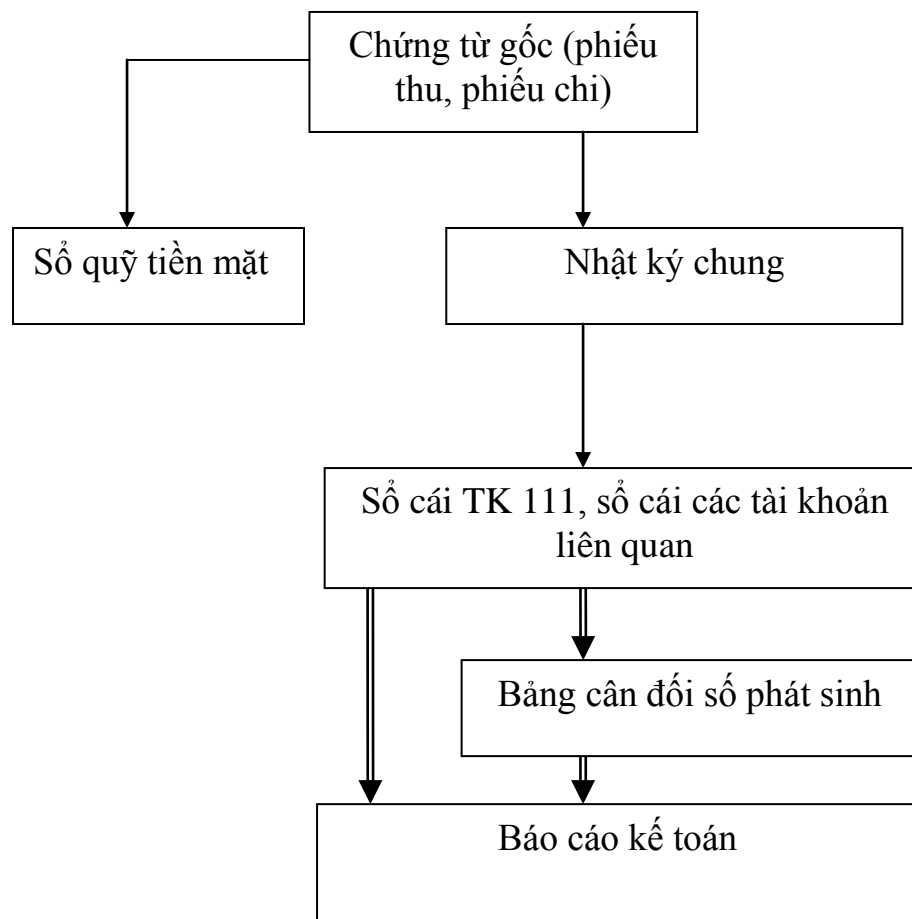 Chứng từ gốc (phiếu
thu, phiếu chi)
Sổ quỹ tiền mặt
Nhật ký chung
Sổ cái TK 111, sổ cái các tài khoản
liên quan
Bảng cân đối số phát sinh
Báo cáo kế toán